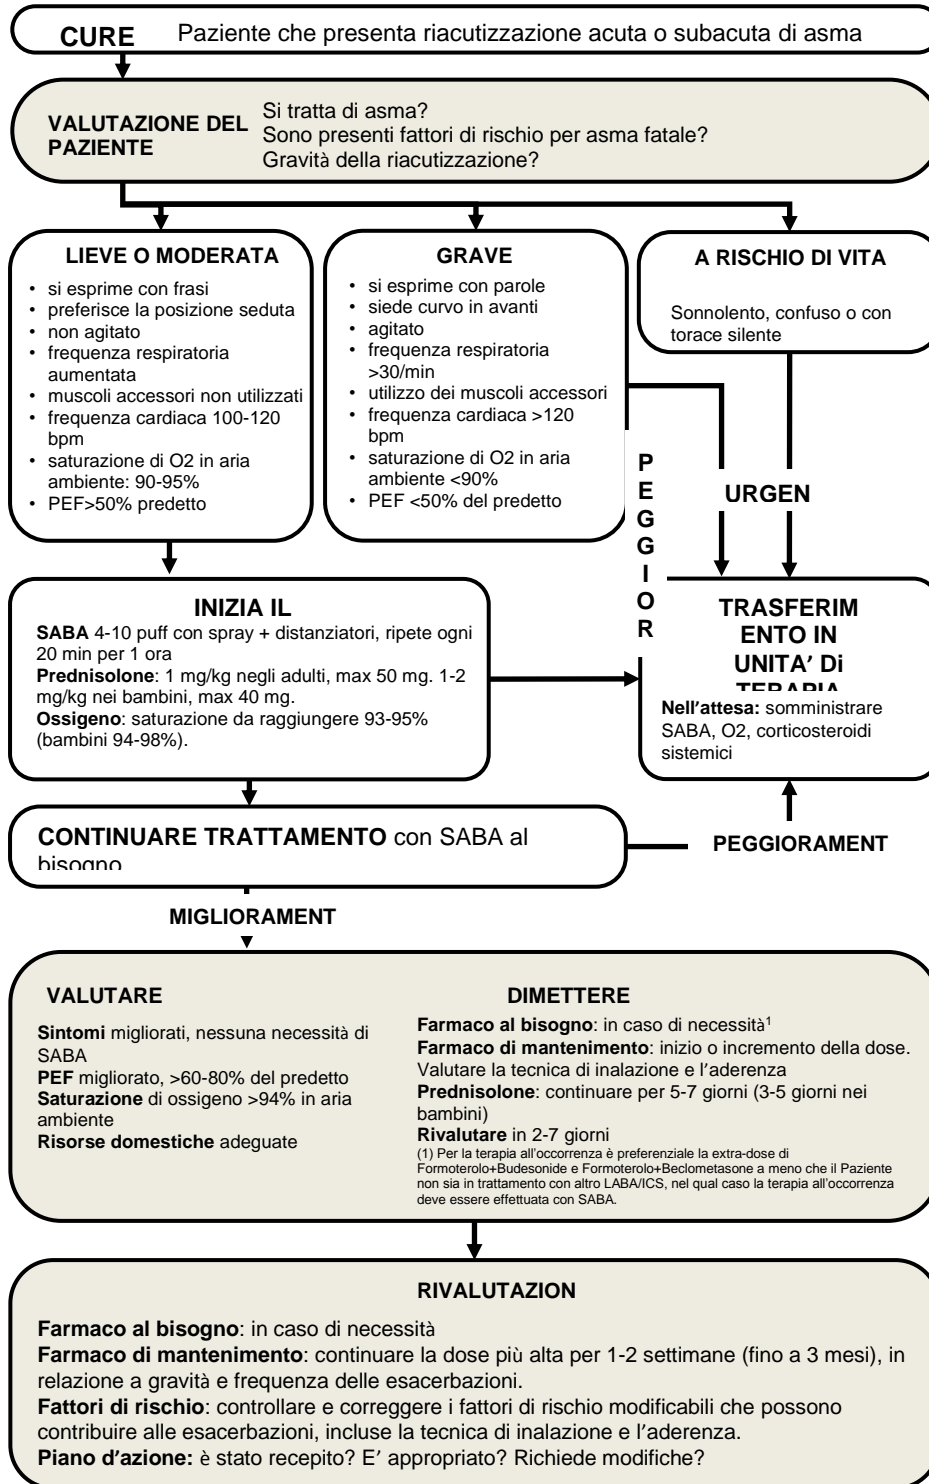 CURE Paziente che presenta riacutizzazione acuta o subacuta di asma
VALUTAZIONE DEL
PAZIENTE
Si tratta di asma?
Sono presenti fattori di rischio per asma fatale?
Gravità della riacutizzazione?
LIEVE O MODERATA
• si esprime con frasi
• preferisce la posizione seduta
• non agitato
• frequenza respiratoria
aumentata
• muscoli accessori non utilizzati
• frequenza cardiaca 100-120
bpm
• saturazione di O2 in aria
ambiente: 90-95%
• PEF>50% predetto
GRAVE
• si esprime con parole
• siede curvo in avanti
• agitato
• frequenza respiratoria
>30/min
• utilizzo dei muscoli accessori
• frequenza cardiaca >120
bpm
• saturazione di O2 in aria
ambiente <90%
• PEF <50% del predetto
A RISCHIO DI VITA
Sonnolento, confuso o con
torace silente
PEGGIOR
URGEN
INIZIA IL
SABA 4-10 puff con spray + distanziatori, ripete ogni
20 min per 1 ora
Prednisolone: 1 mg/kg negli adulti, max 50 mg. 1-2
mg/kg nei bambini, max 40 mg.
Ossigeno: saturazione da raggiungere 93-95%
(bambini 94-98%).
TRASFERIM
ENTO IN
UNITA’ Di
TERAPIA
Nell’attesa: somministrare
SABA, O2, corticosteroidi
sistemici
CONTINUARE TRATTAMENTO con SABA al
bisogno
PEGGIORAMENT
MIGLIORAMENT
VALUTARE
Sintomi migliorati, nessuna necessità di
SABA
PEF migliorato, >60-80% del predetto
Saturazione di ossigeno >94% in aria
ambiente
Risorse domestiche adeguate
DIMETTERE
Farmaco al bisogno: in caso di necessità¹
Farmaco di mantenimento: inizio o incremento della dose.
Valutare la tecnica di inalazione e l’aderenza
Prednisolone: continuare per 5-7 giorni (3-5 giorni nei
bambini)
Rivalutare in 2-7 giorni
(1) Per la terapia all’occorrenza è preferenziale la extra-dose di
Formoterolo+Budesonide e Formoterolo+Beclometasone a meno che il Paziente
non sia in trattamento con altro LABA/ICS, nel qual caso la terapia all’occorrenza
deve essere effettuata con SABA.
RIVALUTAZION
Farmaco al bisogno: in caso di necessità
Farmaco di mantenimento: continuare la dose più alta per 1-2 settimane (fino a 3 mesi), in
relazione a gravità e frequenza delle esacerbazioni.
Fattori di rischio: controllare e correggere i fattori di rischio modificabili che possono
contribuire alle esacerbazioni, incluse la tecnica di inalazione e l’aderenza.
Piano d’azione: è stato recepito? E’ appropriato? Richiede modifiche?